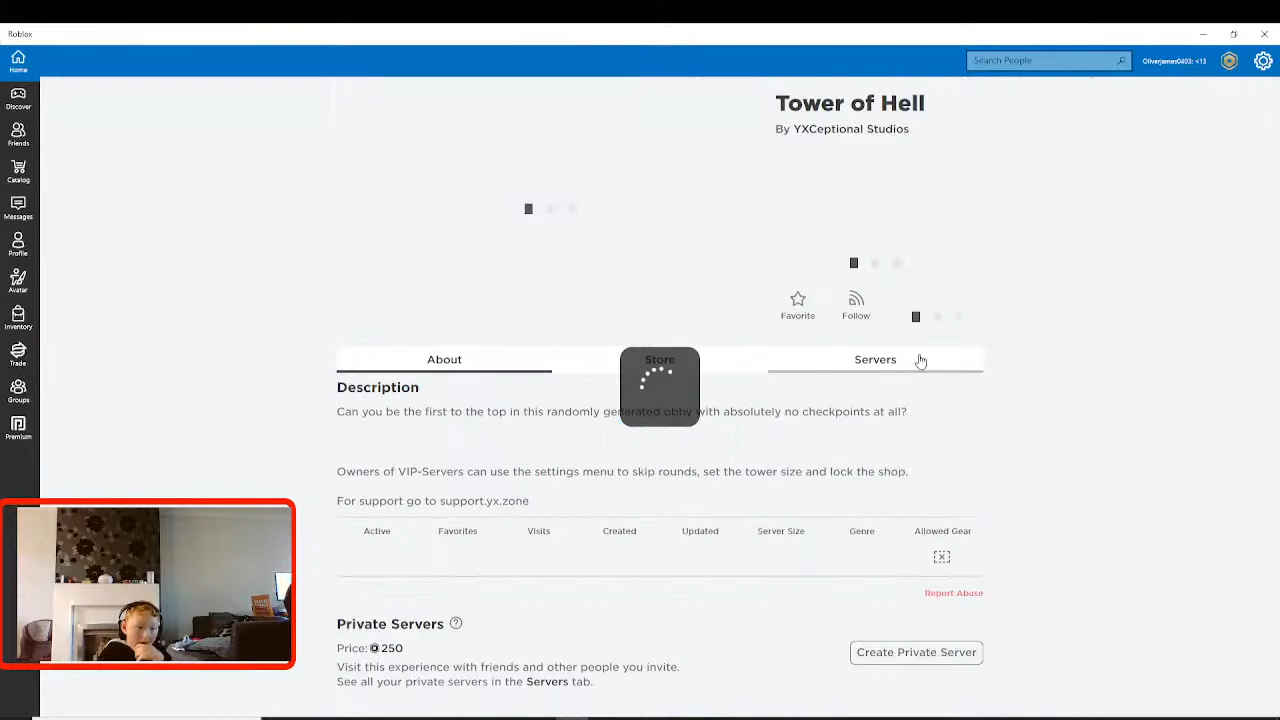 Roblox
Home
Search People
Oliverjames0403: <13
Discover
Friends
Catalog
Messages
Profile
Avatar
Inventory
Trade
Groups
Premium
Tower of Hell
By YXCeptional Studios
Favorite
Follow
About
Store
Servers
Description
Can you be the first to the top in this randomly generated obby with absolutely no checkpoints at all?
Owners of VIP-Servers can use the settings menu to skip rounds, set the tower size and lock the shop.
For support go to support.yx.zone
Active Favorites Visits Created Updated Server Size Genre Allowed Gear
Report Abuse
Private Servers ?
Price: 250
Create Private Server
Visit this experience with friends and other people you invite.
See all your private servers in the Servers tab.